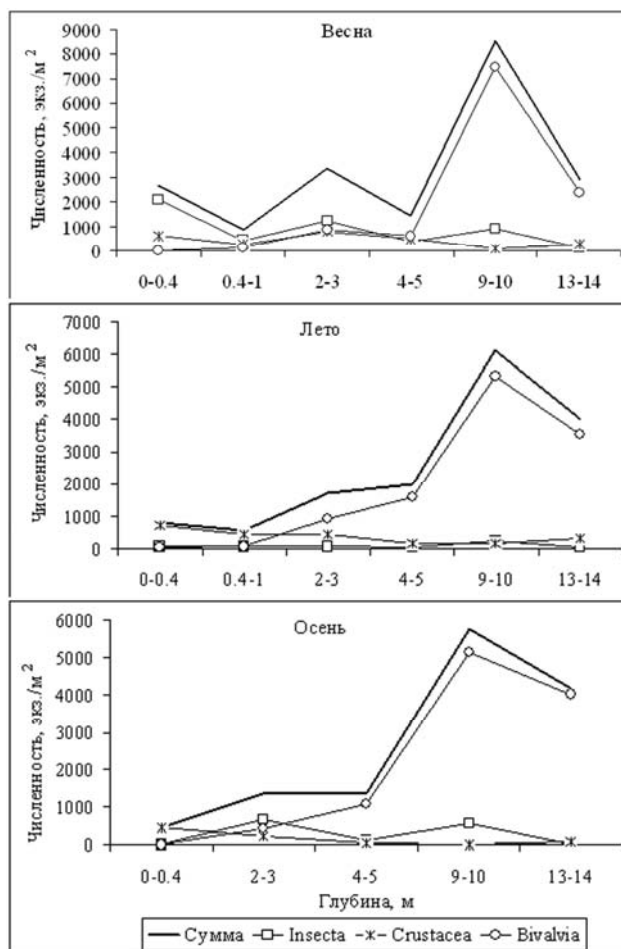 Весна
Численность, экз./м²
9000
8000
7000
6000
5000
4000
3000
2000
1000
0
0-0.4 0.4-1 2-3 4-5 9-10 13-14
Лето
Численность, экз./м²
7000
6000
5000
4000
3000
2000
1000
0
0-0.4 0.4-1 2-3 4-5 9-10 13-14
Осень
Численность, экз./м²
6000
5000
4000
3000
2000
1000
0
0-0.4 2-3 4-5 9-10 13-14
Глубина, м
Сумма Insecta Crustacea Bivalvia